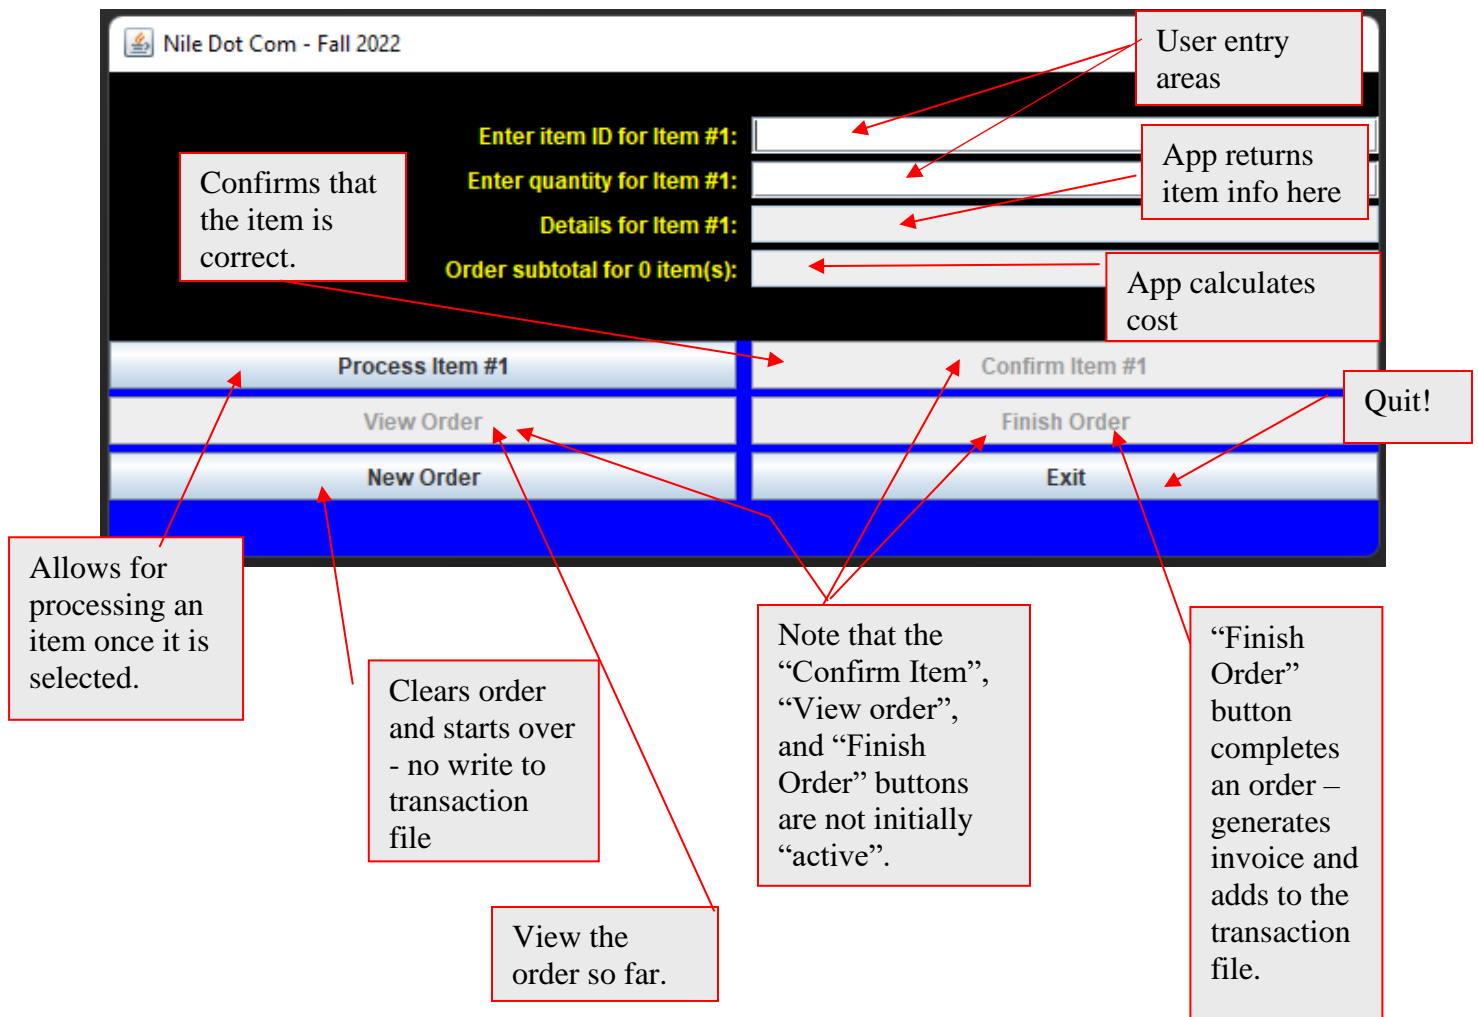 Nile Dot Com - Fall 2022
User entry
areas
Enter item ID for Item #1:
Enter quantity for Item #1:
Details for Item #1:
Order subtotal for 0 item(s):
App returns
item info here
Confirms that
the item is
correct.
App calculates
cost
Process Item #1
Confirm Item #1
View Order
Finish Order
New Order
Exit
Quit!
Allows for
processing an
item once it is
selected.
Clears order
and starts over
- no write to
transaction
file
View the
order so far.
Note that the
“Confirm Item”,
“View order”,
and “Finish
Order” buttons
are not initially
“active”.
“Finish
Order”
button
completes
an order –
generates
invoice and
adds to the
transaction
file.